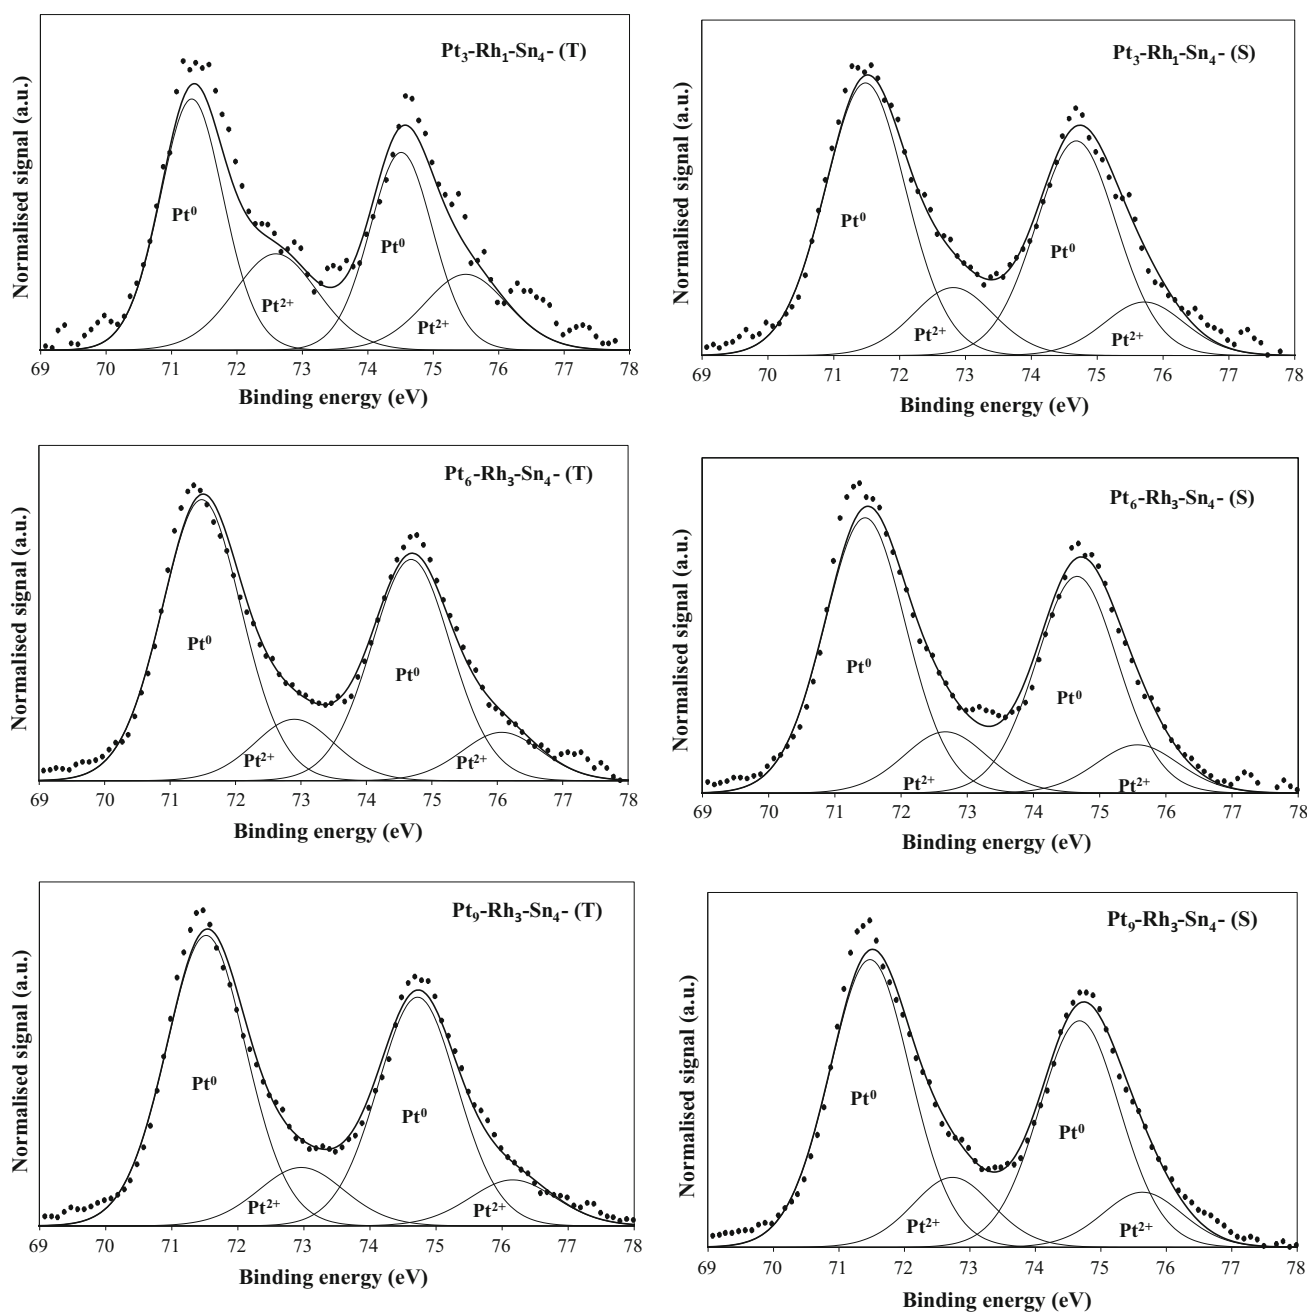 Pt₃-Rh₁-Sn₄- (T)
Normalised signal (a.u.)
Pt⁰
Pt²⁺
Pt⁰
Pt²⁺
69 70 71 72 73 74 75 76 77 78
Binding energy (eV)
Pt₃-Rh₁-Sn₄- (S)
Normalised signal (a.u.)
Pt⁰
Pt²⁺
Pt⁰
Pt²⁺
69 70 71 72 73 74 75 76 77 78
Binding energy (eV)
Pt₆-Rh₃-Sn₄- (T)
Normalised signal (a.u.)
Pt⁰
Pt²⁺
Pt⁰
Pt²⁺
69 70 71 72 73 74 75 76 77 78
Binding energy (eV)
Pt₆-Rh₃-Sn₄- (S)
Normalised signal (a.u.)
Pt⁰
Pt²⁺
Pt⁰
Pt²⁺
69 70 71 72 73 74 75 76 77 78
Binding energy (eV)
Pt₉-Rh₃-Sn₄- (T)
Normalised signal (a.u.)
Pt⁰
Pt²⁺
Pt⁰
Pt²⁺
69 70 71 72 73 74 75 76 77 78
Binding energy (eV)
Pt₉-Rh₃-Sn₄- (S)
Normalised signal (a.u.)
Pt⁰
Pt²⁺
Pt⁰
Pt²⁺
69 70 71 72 73 74 75 76 77 78
Binding energy (eV)